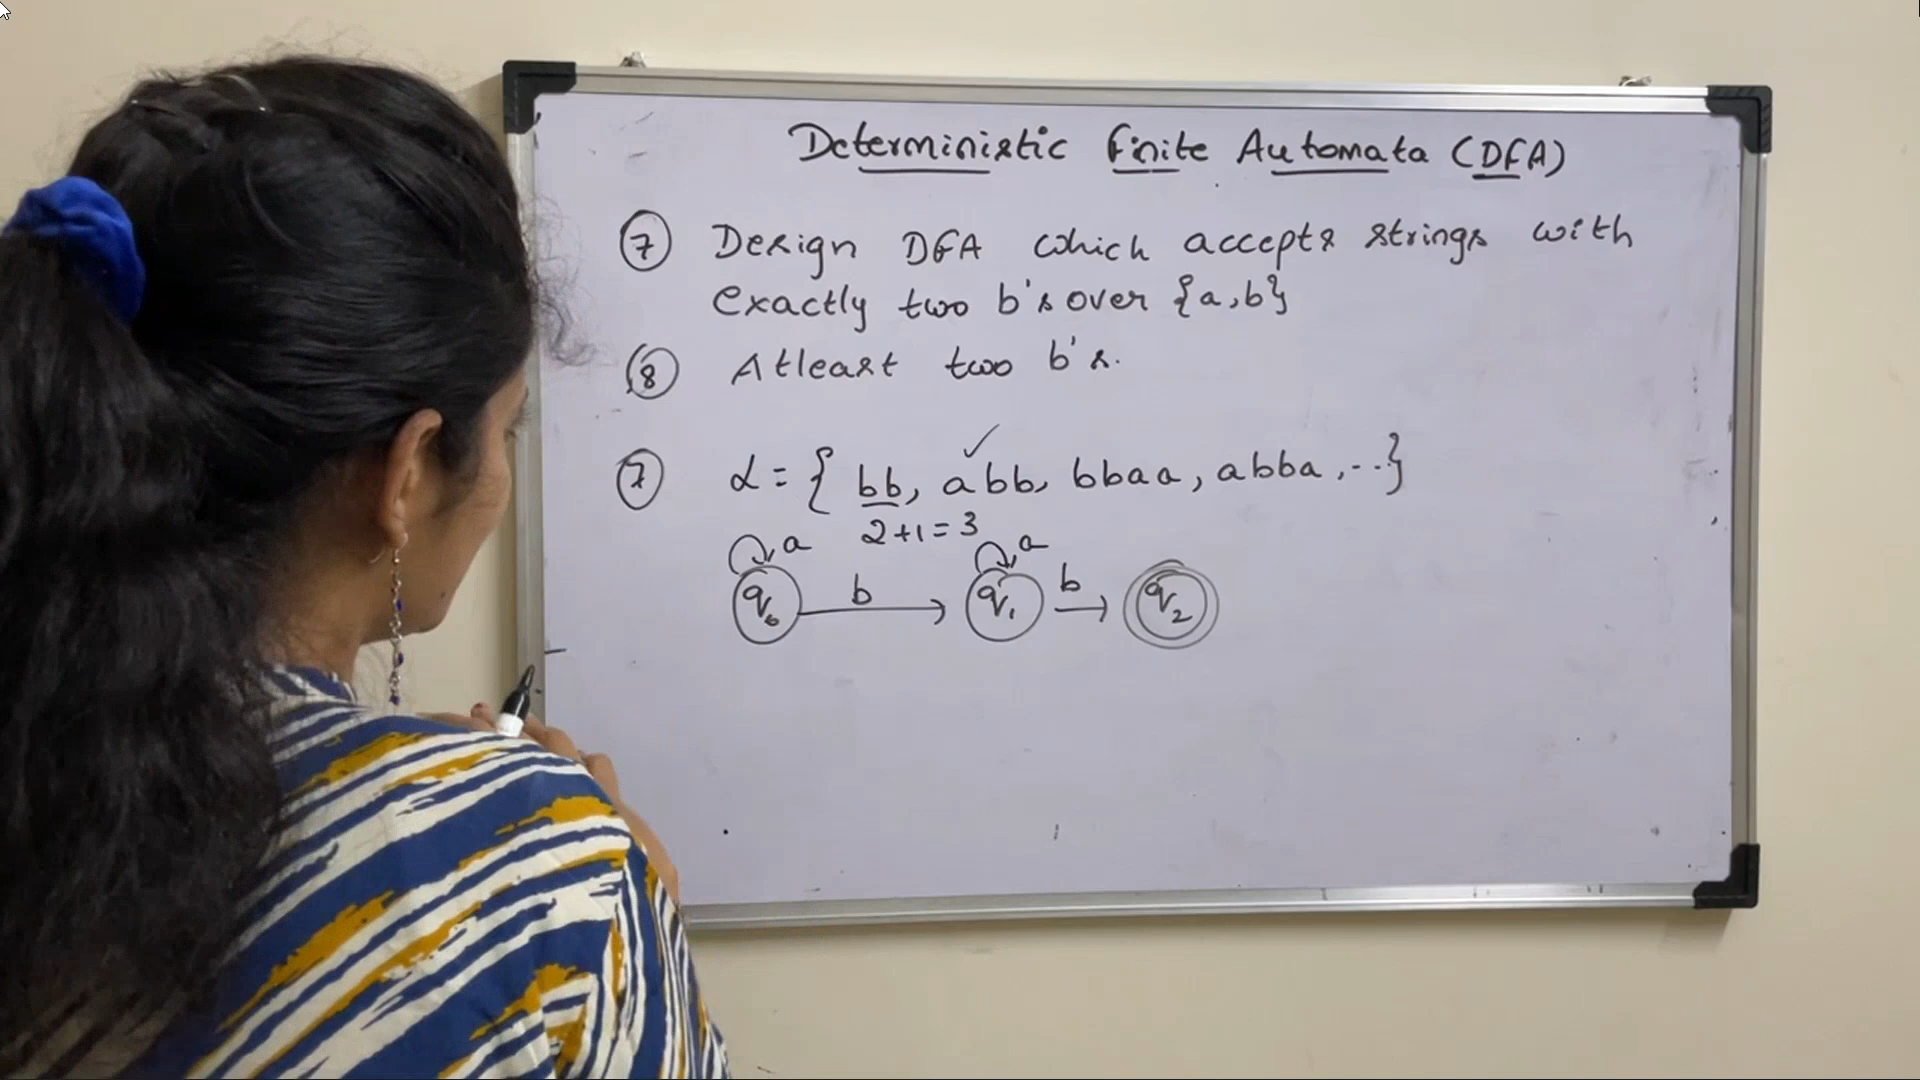 Deterministic Finite Automata (DFA)
7 Design DFA which accepts strings with
exactly two b's over {a,b}
8 Atleast two b's.
7 L = { bb, abb, bbaa, abba, ...}
2+1=3
a a
b b
q0 q1 q2